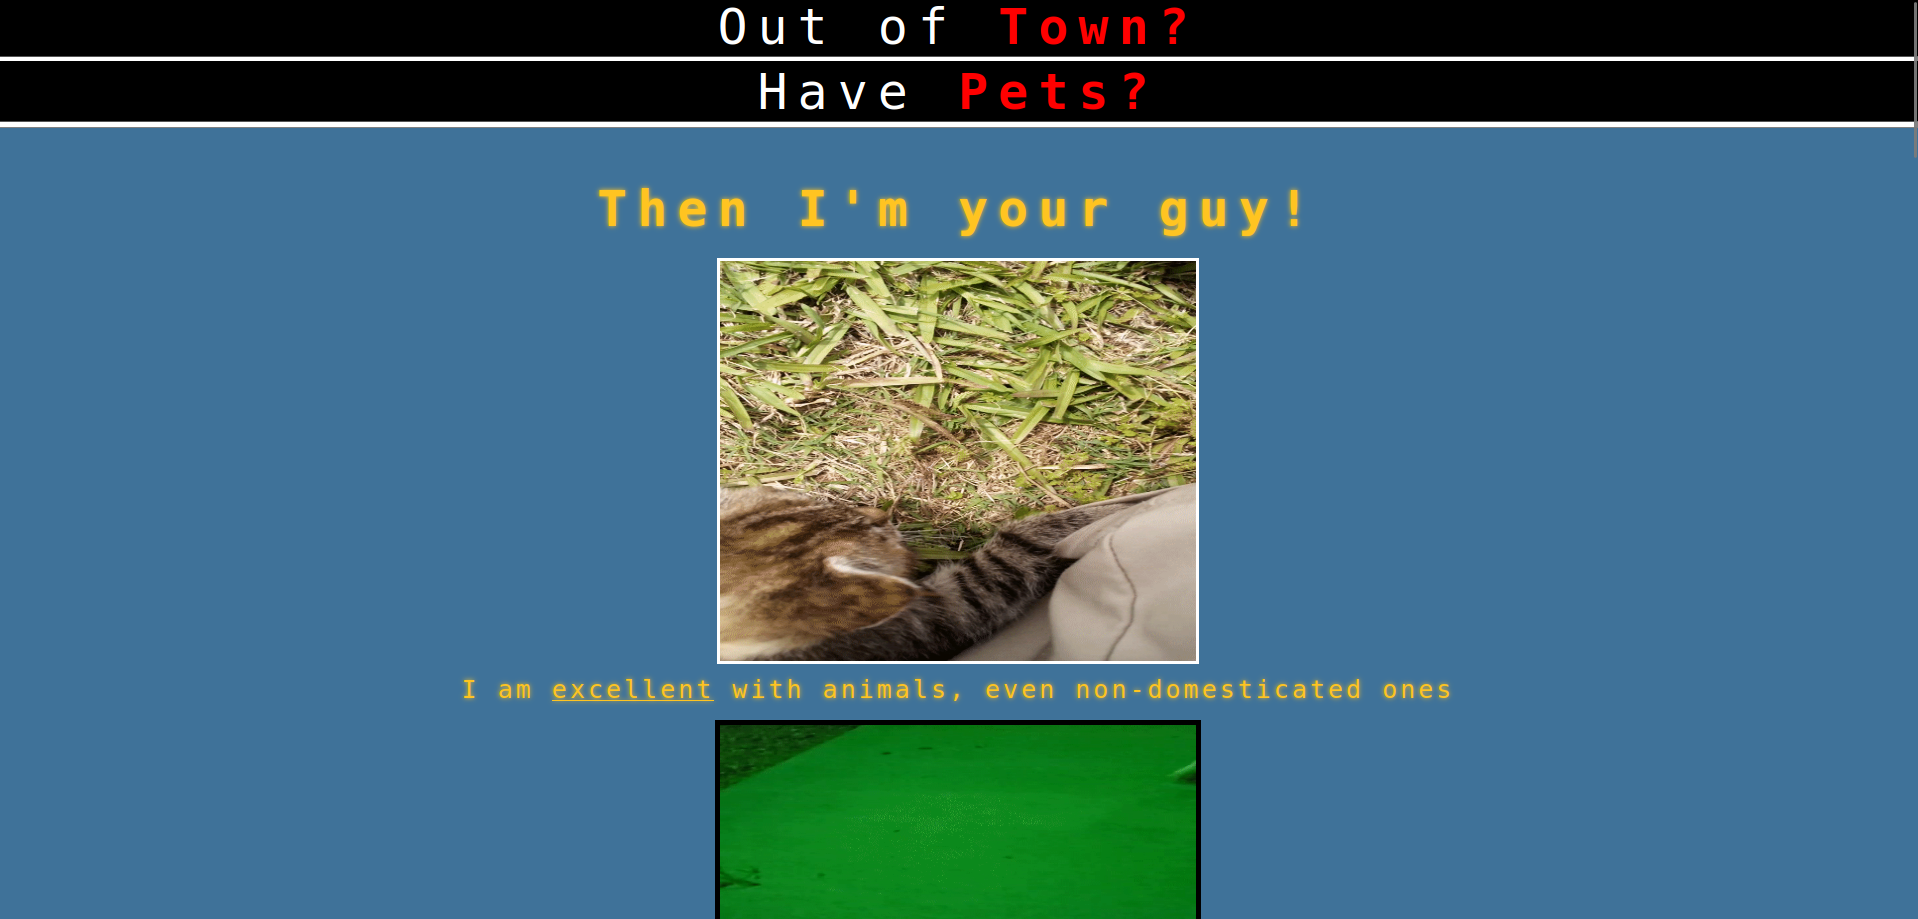 Out of Town?
Have Pets?
Then I'm your guy!
I am excellent with animals, even non-domesticated ones